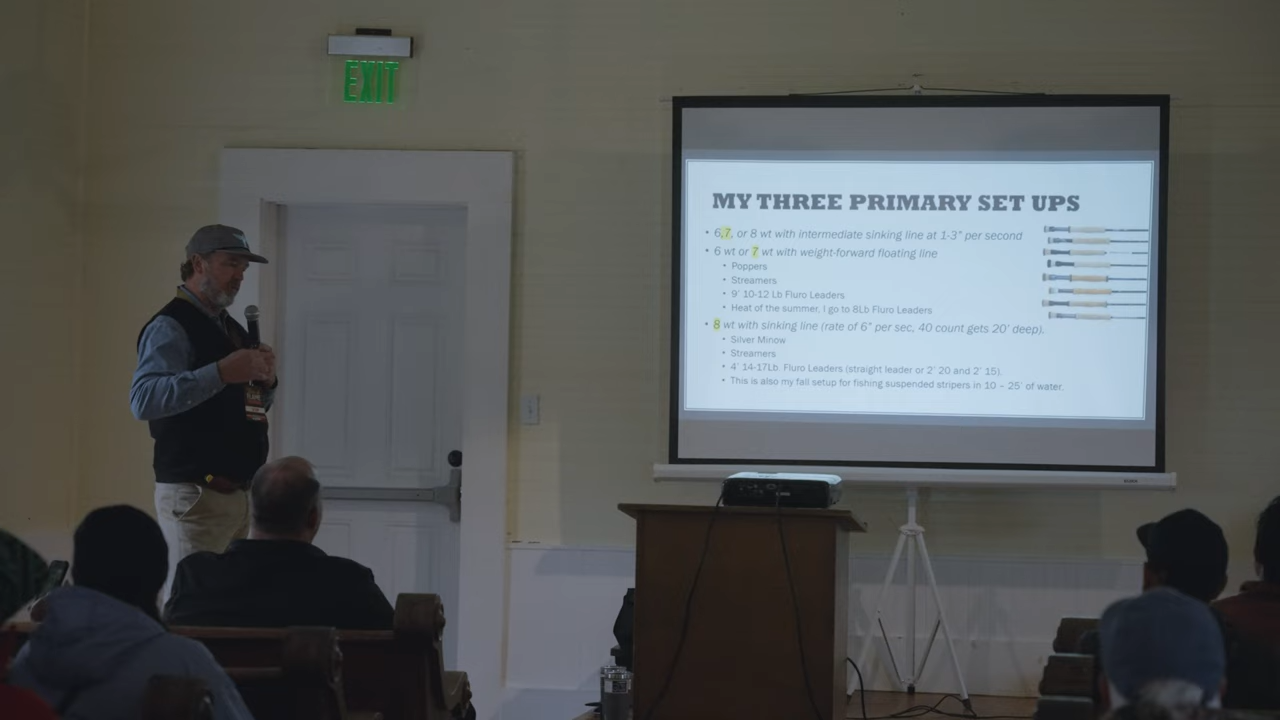 EXIT
MY THREE PRIMARY SET UPS
• 6,7, or 8 wt with intermediate sinking line at 1-3" per second
• 6 wt or 7 wt with weight-forward floating line
• Poppers
• Streamers
• 9' 10-12 Lb Fluro Leaders
• Heat of the summer, I go to 8Lb Fluro Leaders
• 8 wt with sinking line (rate of 6" per sec, 40 count gets 20' deep).
• Silver Minow
• Streamers
• 4' 14-17Lb. Fluro Leaders (straight leader or 2' 20 and 2' 15).
• This is also my fall setup for fishing suspended stripers in 10 – 25' of water.